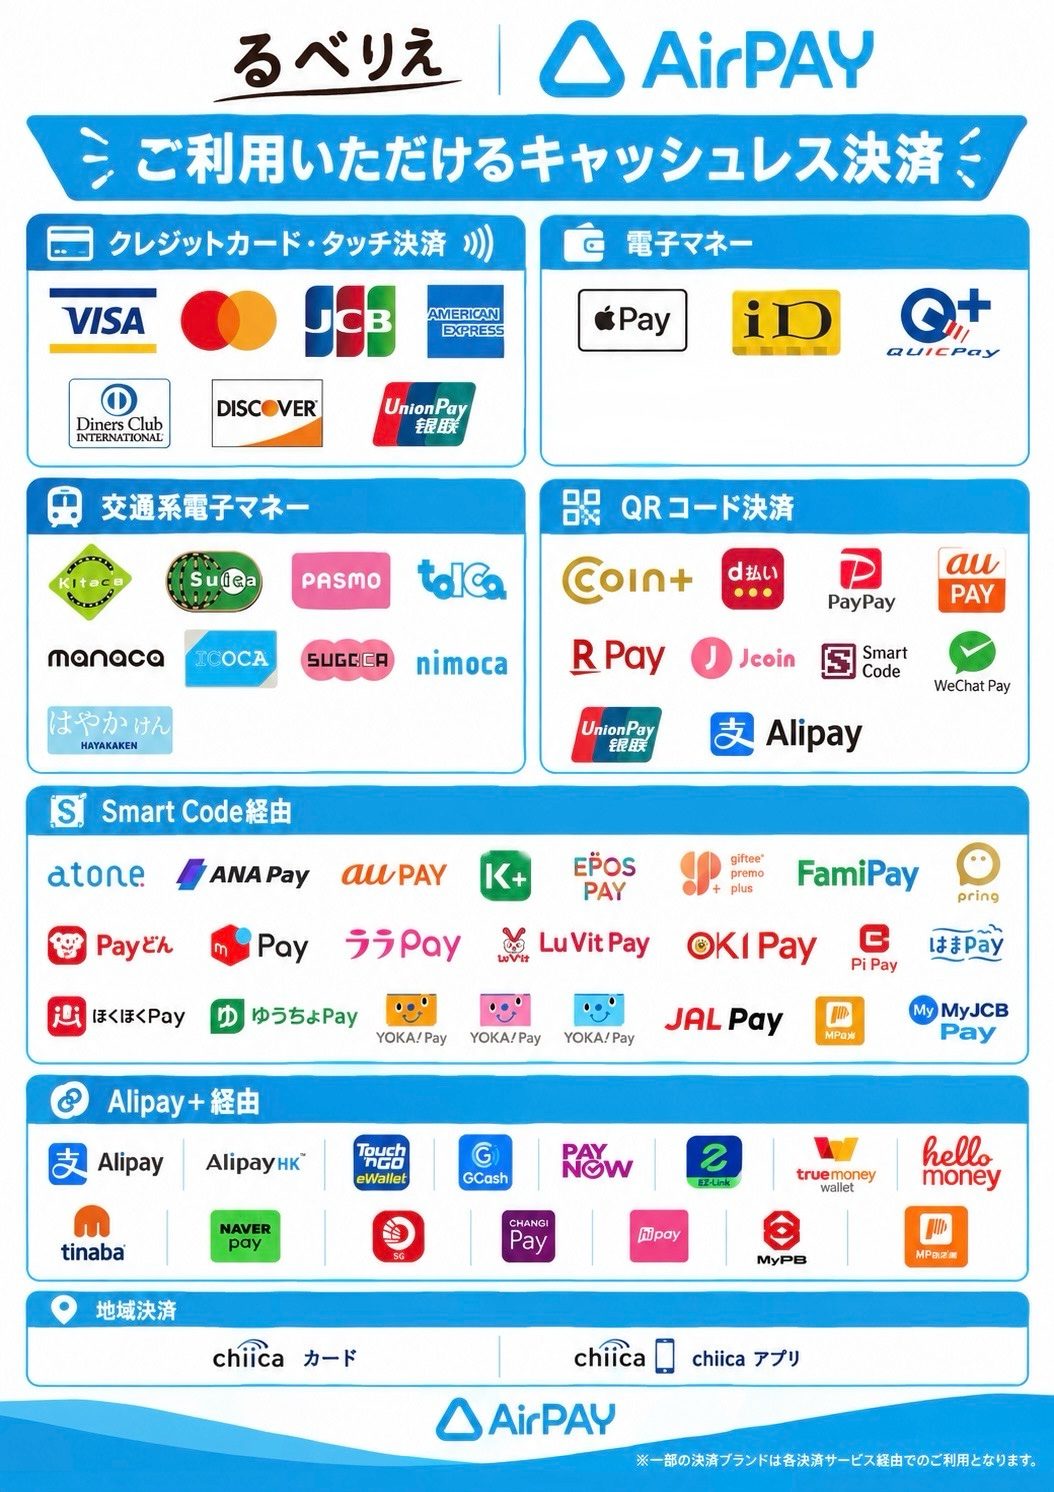 るべりえ AirPAY
ご利用いただけるキャッシュレス決済
クレジットカード・タッチ決済
VISA JCB AMERICAN EXPRESS
Diners Club INTERNATIONAL DISCOVER UnionPay 银联
電子マネー
Pay iD QUICPay
交通系電子マネー
Kitaca Suica PASMO toICa
manaca ICOCA SUGOCA nimoca
はやかけん HAYAKAKEN
QRコード決済
Coin+ d払い PayPay au PAY
R Pay J Jcoin Smart Code WeChat Pay
UnionPay 银联 支 Alipay
Smart Code経由
atone ANA Pay au PAY K+ EPOS PAY giftee premo plus FamiPay pring
Payどん m Pay ララPay LuVit LuVit Pay OKI Pay Pi Pay はまPay
ほくほくPay ゆ ゆうちょPay YOKA!Pay YOKA!Pay YOKA!Pay JAL Pay My MyJCB Pay
Alipay+経由
支 Alipay AlipayHK Touch 'nGO eWallet GCash PAY NOW EZ-Link truemoney wallet hello money
tinaba NAVER pay SG CHANGI Pay hipay MyPB
地域決済
chiica カード chiica chiica アプリ
AirPAY
※一部の決済ブランドは各決済サービス経由でのご利用となります。